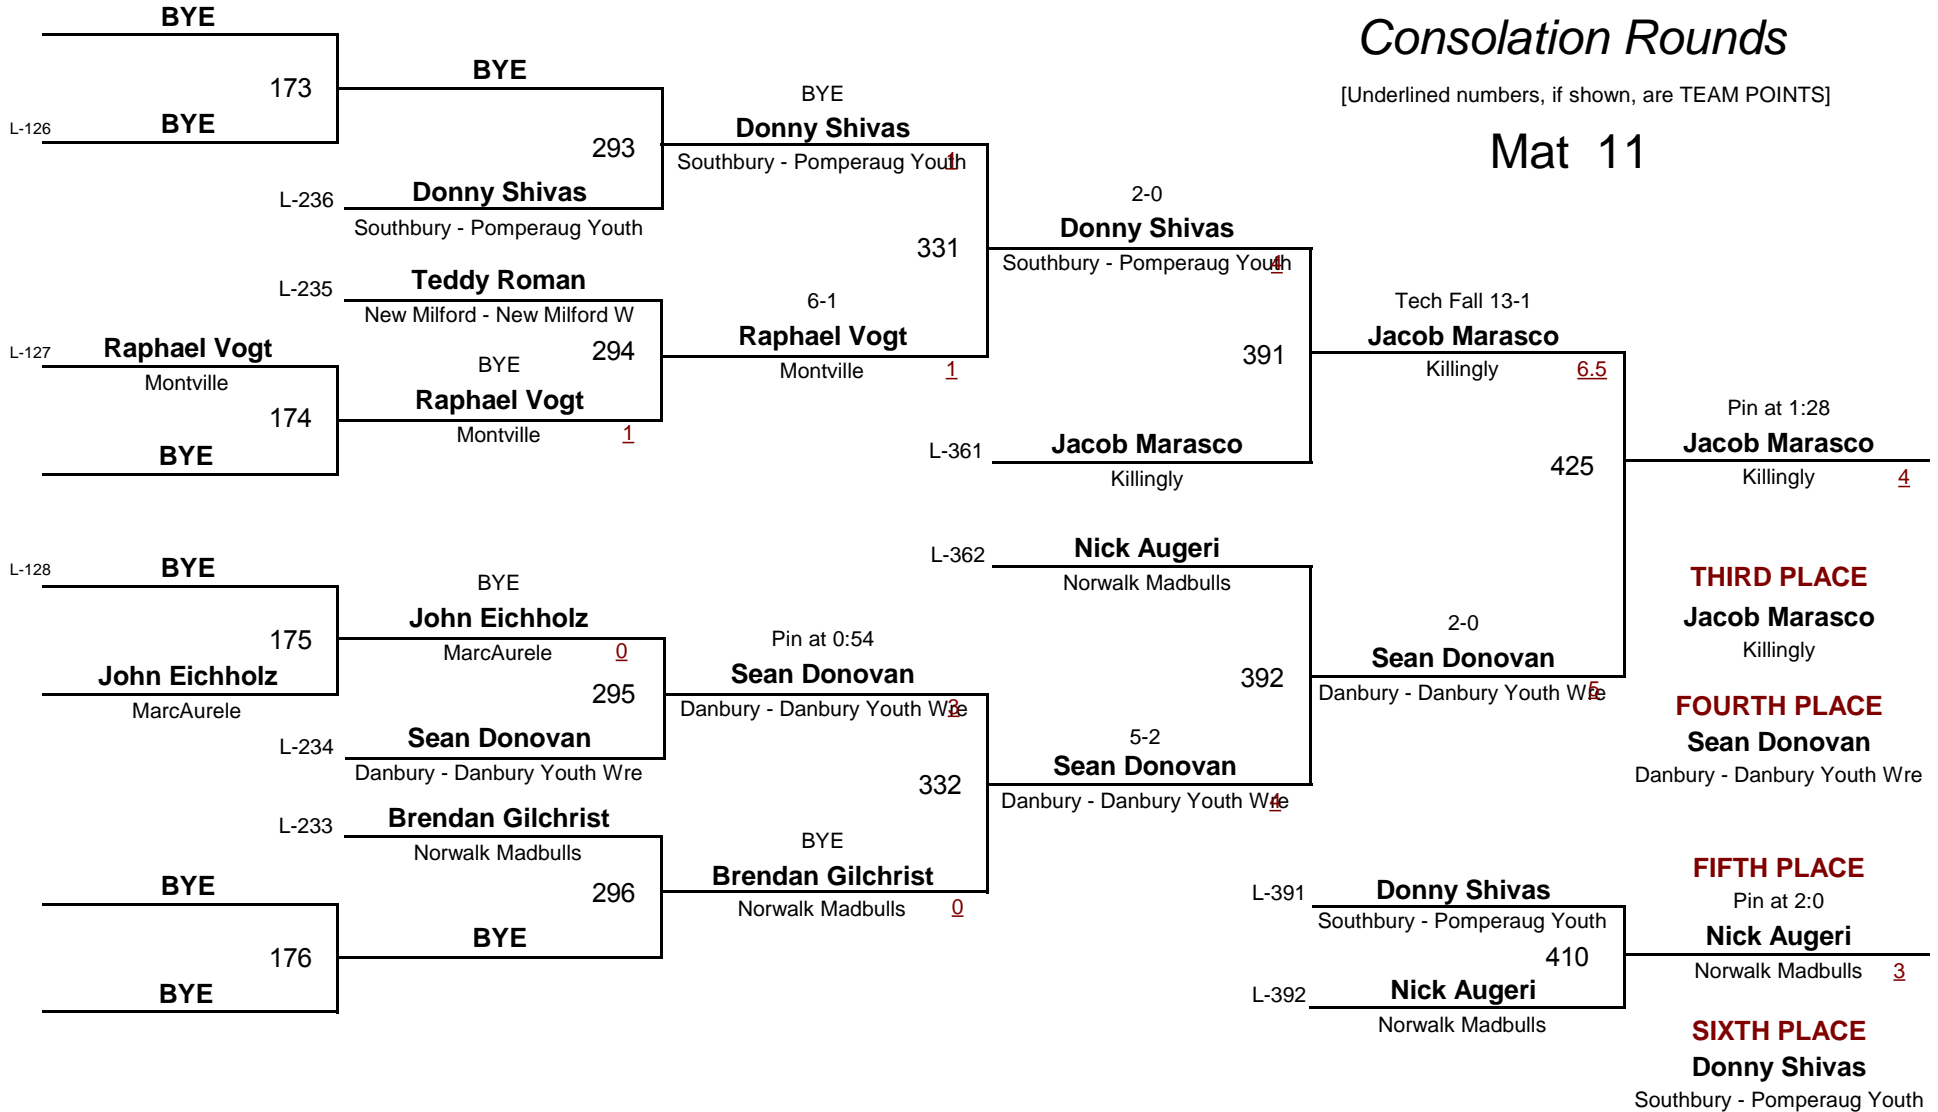 Consolation Rounds
[Underlined numbers, if shown, are TEAM POINTS]
Mat 11
BYE
173
L-126 BYE
BYE
293
L-236 Donny Shivas
Southbury - Pomperaug Youth
BYE
Donny Shivas
Southbury - Pomperaug Youth 1
L-235 Teddy Roman
New Milford - New Milford W
L-127 Raphael Vogt
Montville
174
BYE
294
BYE
Raphael Vogt
Montville 1
6-1
Raphael Vogt
Montville 1
331
2-0
Donny Shivas
Southbury - Pomperaug Youth 4
391
L-361 Jacob Marasco
Killingly
Tech Fall 13-1
Jacob Marasco
Killingly 6.5
425
Pin at 1:28
Jacob Marasco
Killingly 4
L-128 BYE
175
John Eichholz
MarcAurele
BYE
John Eichholz
MarcAurele 0
295
L-234 Sean Donovan
Danbury - Danbury Youth Wre
Pin at 0:54
Sean Donovan
Danbury - Danbury Youth Wre 3
L-233 Brendan Gilchrist
Norwalk Madbulls
BYE
176
BYE
296
BYE
BYE
Brendan Gilchrist
Norwalk Madbulls 0
332
5-2
Sean Donovan
Danbury - Danbury Youth Wre 4
L-362 Nick Augeri
Norwalk Madbulls
392
2-0
Sean Donovan
Danbury - Danbury Youth Wre 5
THIRD PLACE
Jacob Marasco
Killingly
FOURTH PLACE
Sean Donovan
Danbury - Danbury Youth Wre
L-391 Donny Shivas
Southbury - Pomperaug Youth
410
L-392 Nick Augeri
Norwalk Madbulls
FIFTH PLACE
Pin at 2:0
Nick Augeri
Norwalk Madbulls 3
SIXTH PLACE
Donny Shivas
Southbury - Pomperaug Youth